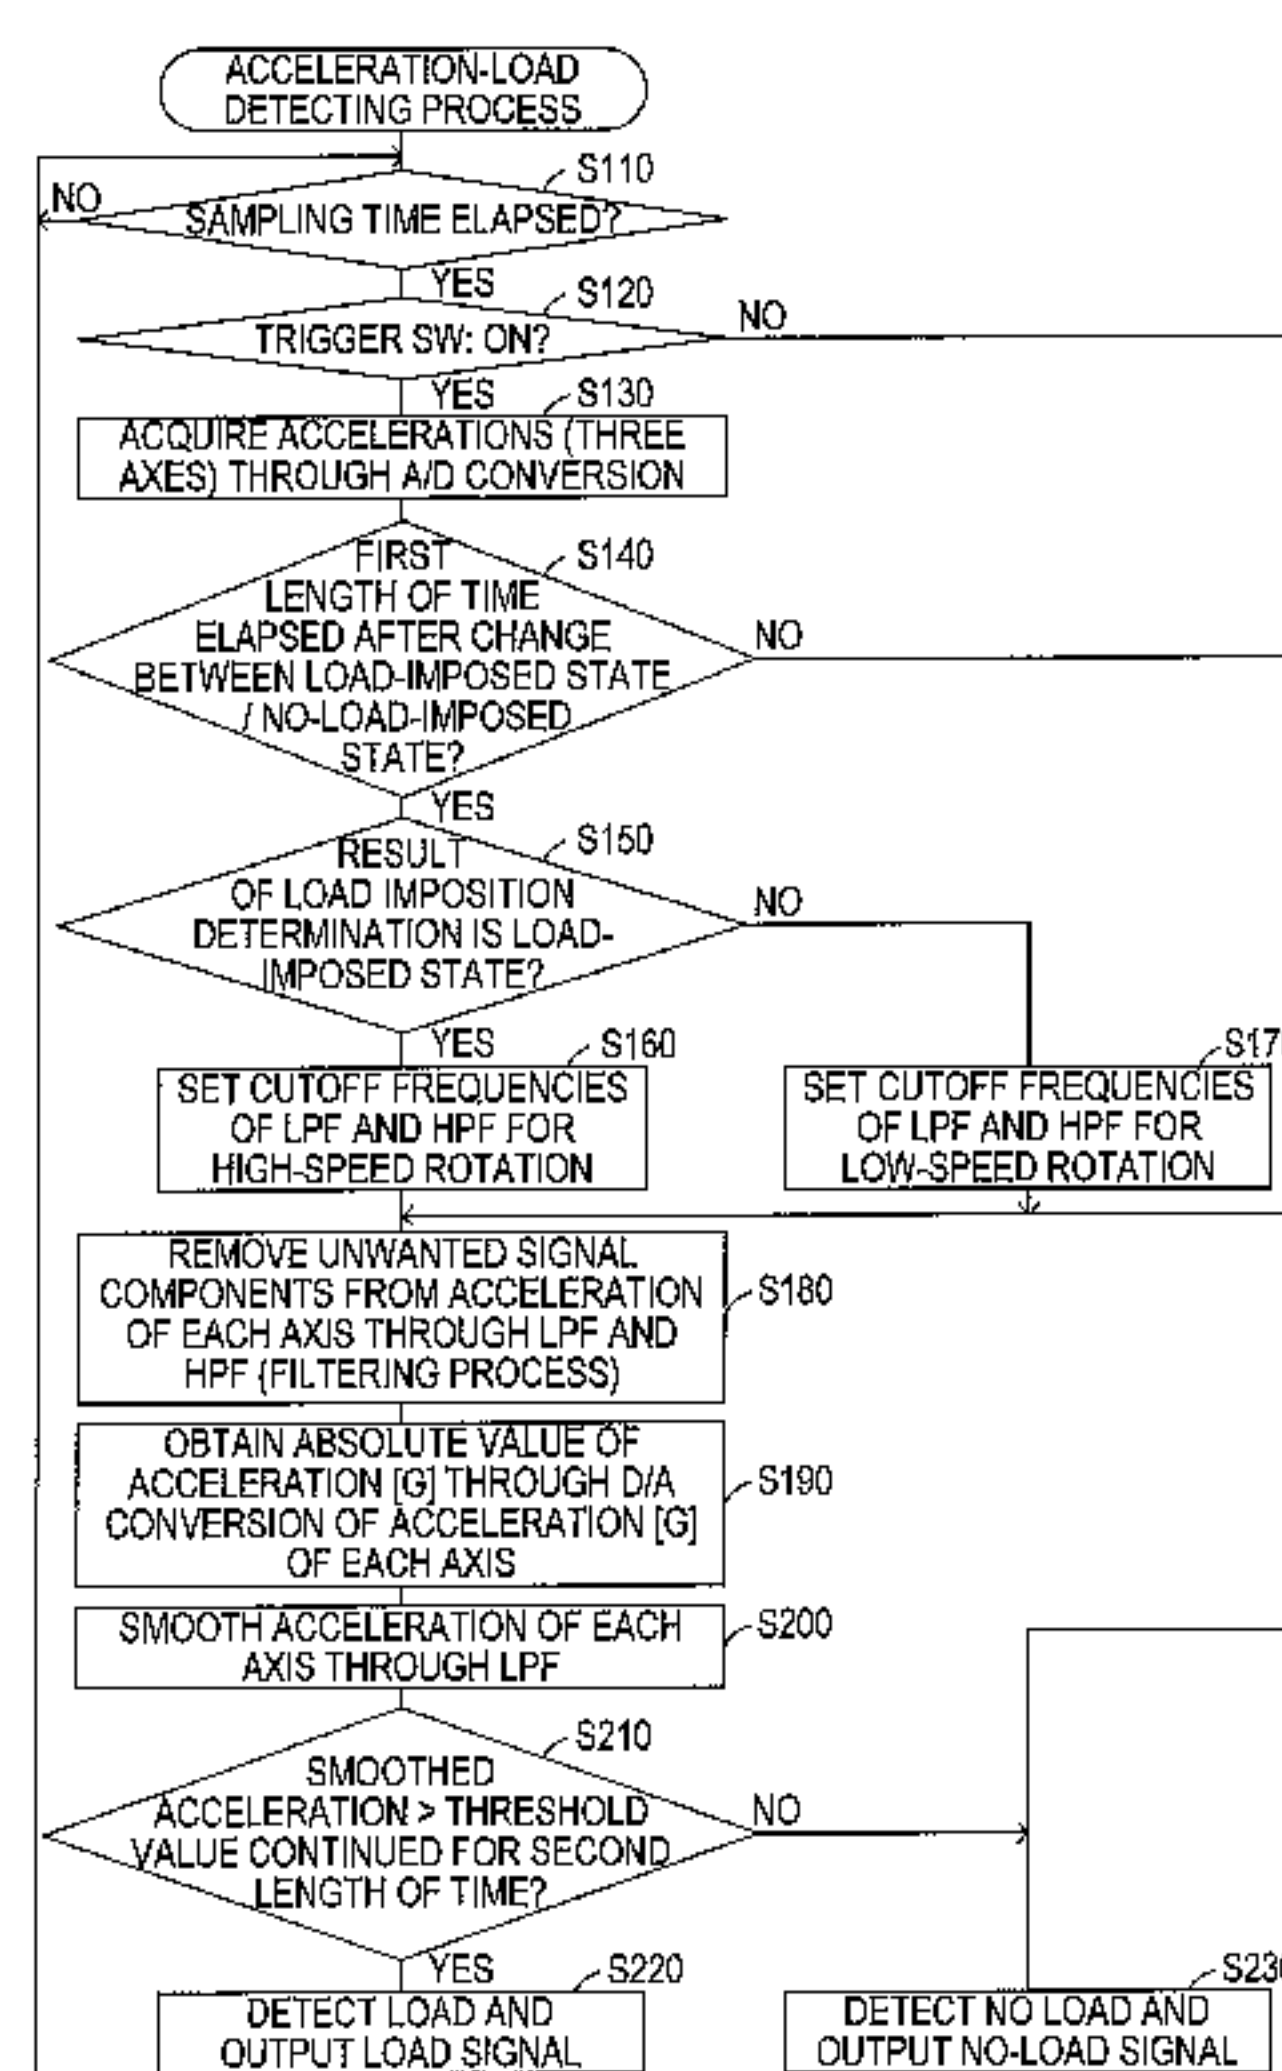 ACCELERATION-LOAD
DETECTING PROCESS
S110
NO
SAMPLING TIME ELAPSED?
YES
S120
NO
TRIGGER SW: ON?
YES
S130
ACQUIRE ACCELERATIONS (THREE
AXES) THROUGH A/D CONVERSION
S140
FIRST
LENGTH OF TIME
ELAPSED AFTER CHANGE
BETWEEN LOAD-IMPOSED STATE
/ NO-LOAD-IMPOSED
STATE?
NO
YES
S150
RESULT
OF LOAD IMPOSITION
DETERMINATION IS LOAD-
IMPOSED STATE?
NO
YES
S160
SET CUTOFF FREQUENCIES
OF LPF AND HPF FOR
HIGH-SPEED ROTATION
SET CUTOFF FREQUENCIES
OF LPF AND HPF FOR
LOW-SPEED ROTATION
REMOVE UNWANTED SIGNAL
COMPONENTS FROM ACCELERATION
OF EACH AXIS THROUGH LPF AND
HPF (FILTERING PROCESS)
S180
OBTAIN ABSOLUTE VALUE OF
ACCELERATION [G] THROUGH D/A
CONVERSION OF ACCELERATION [G]
OF EACH AXIS
S190
SMOOTH ACCELERATION OF EACH
AXIS THROUGH LPF
S200
S210
SMOOTHED
ACCELERATION > THRESHOLD
VALUE CONTINUED FOR SECOND
LENGTH OF TIME?
NO
YES
S220
DETECT LOAD AND
OUTPUT LOAD SIGNAL
DETECT NO LOAD AND
OUTPUT NO-LOAD SIGNAL